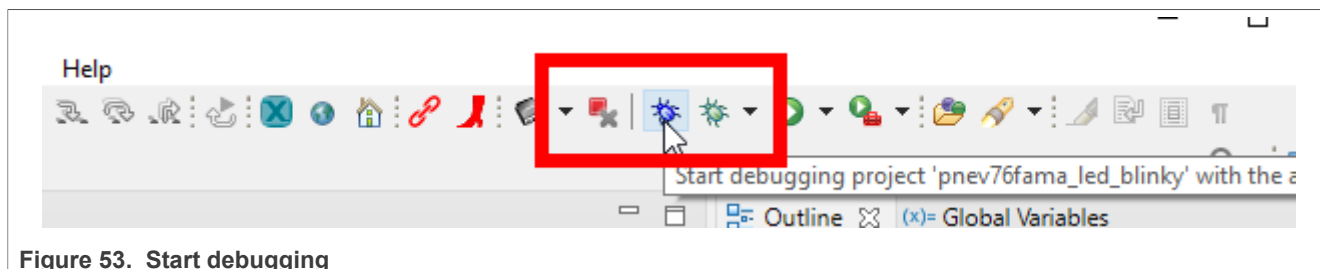 Help
Start debugging project 'pnev76fama_led_blinky' with the a
Outline (x)= Global Variables
Figure 53. Start debugging